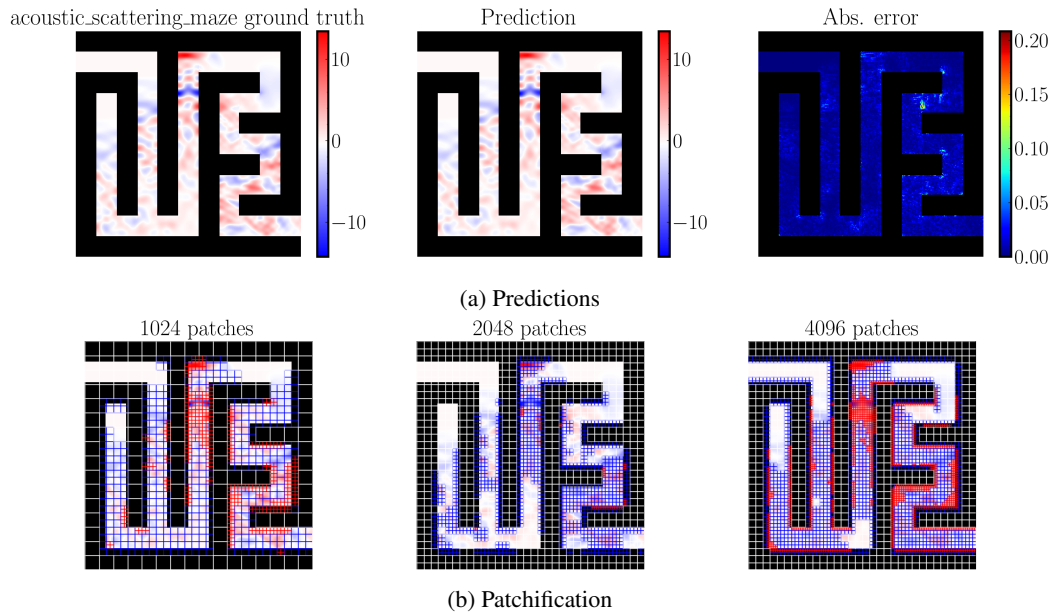 acoustic_scattering_maze ground truth
Prediction
Abs. error
10
0
−10
10
0
−10
0.20
0.15
0.10
0.05
0.00
(a) Predictions
1024 patches
2048 patches
4096 patches
(b) Patchification